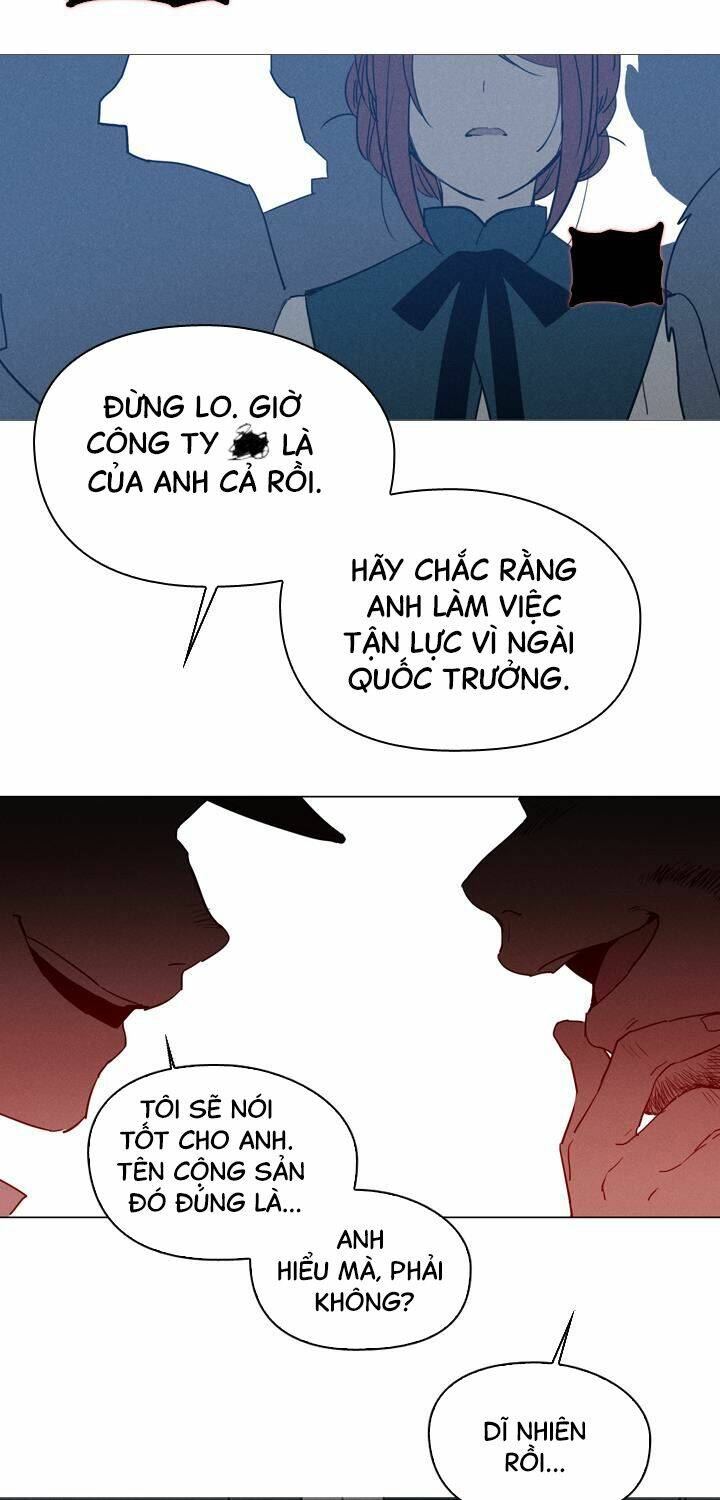 ĐỪNG LO. GIỜ
CÔNG TY LÀ
CỦA ANH CẢ RỒI.
HÃY CHẮC RẰNG
ANH LÀM VIỆC
TẬN LỰC VÌ NGÀI
QUỐC TRƯỞNG.
TÔI SẼ NÓI
TỐT CHO ANH.
TÊN CỘNG SẢN
ĐÓ ĐÚNG LÀ...
ANH
HIỂU MÀ, PHẢI
KHÔNG?
DĨ NHIÊN
RỒI...